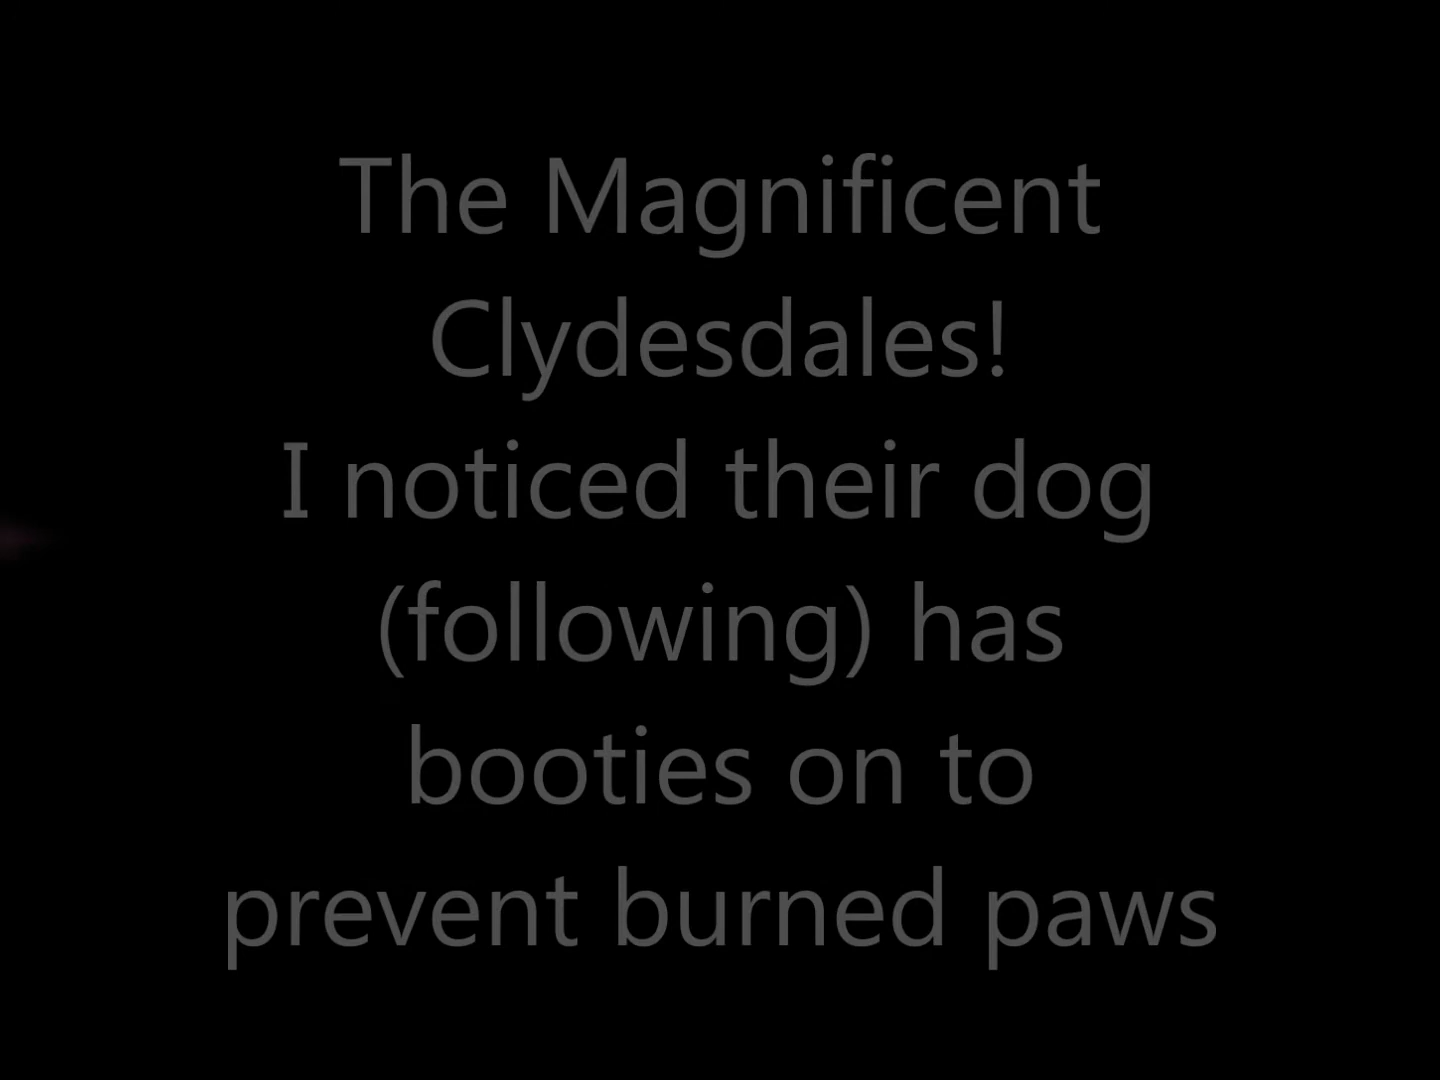 The Magnificent
Clydesdales!
I noticed their dog
(following) has
booties on to
prevent burned paws